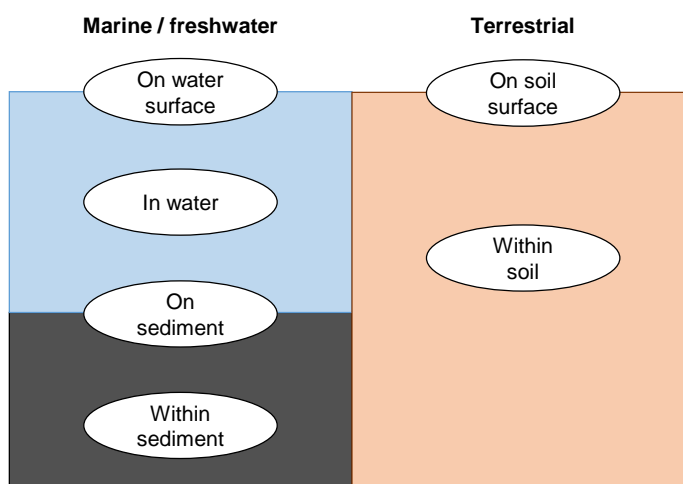 Marine / freshwater
Terrestrial
On water
surface
On soil
surface
In water
Within
soil
On
sediment
Within
sediment